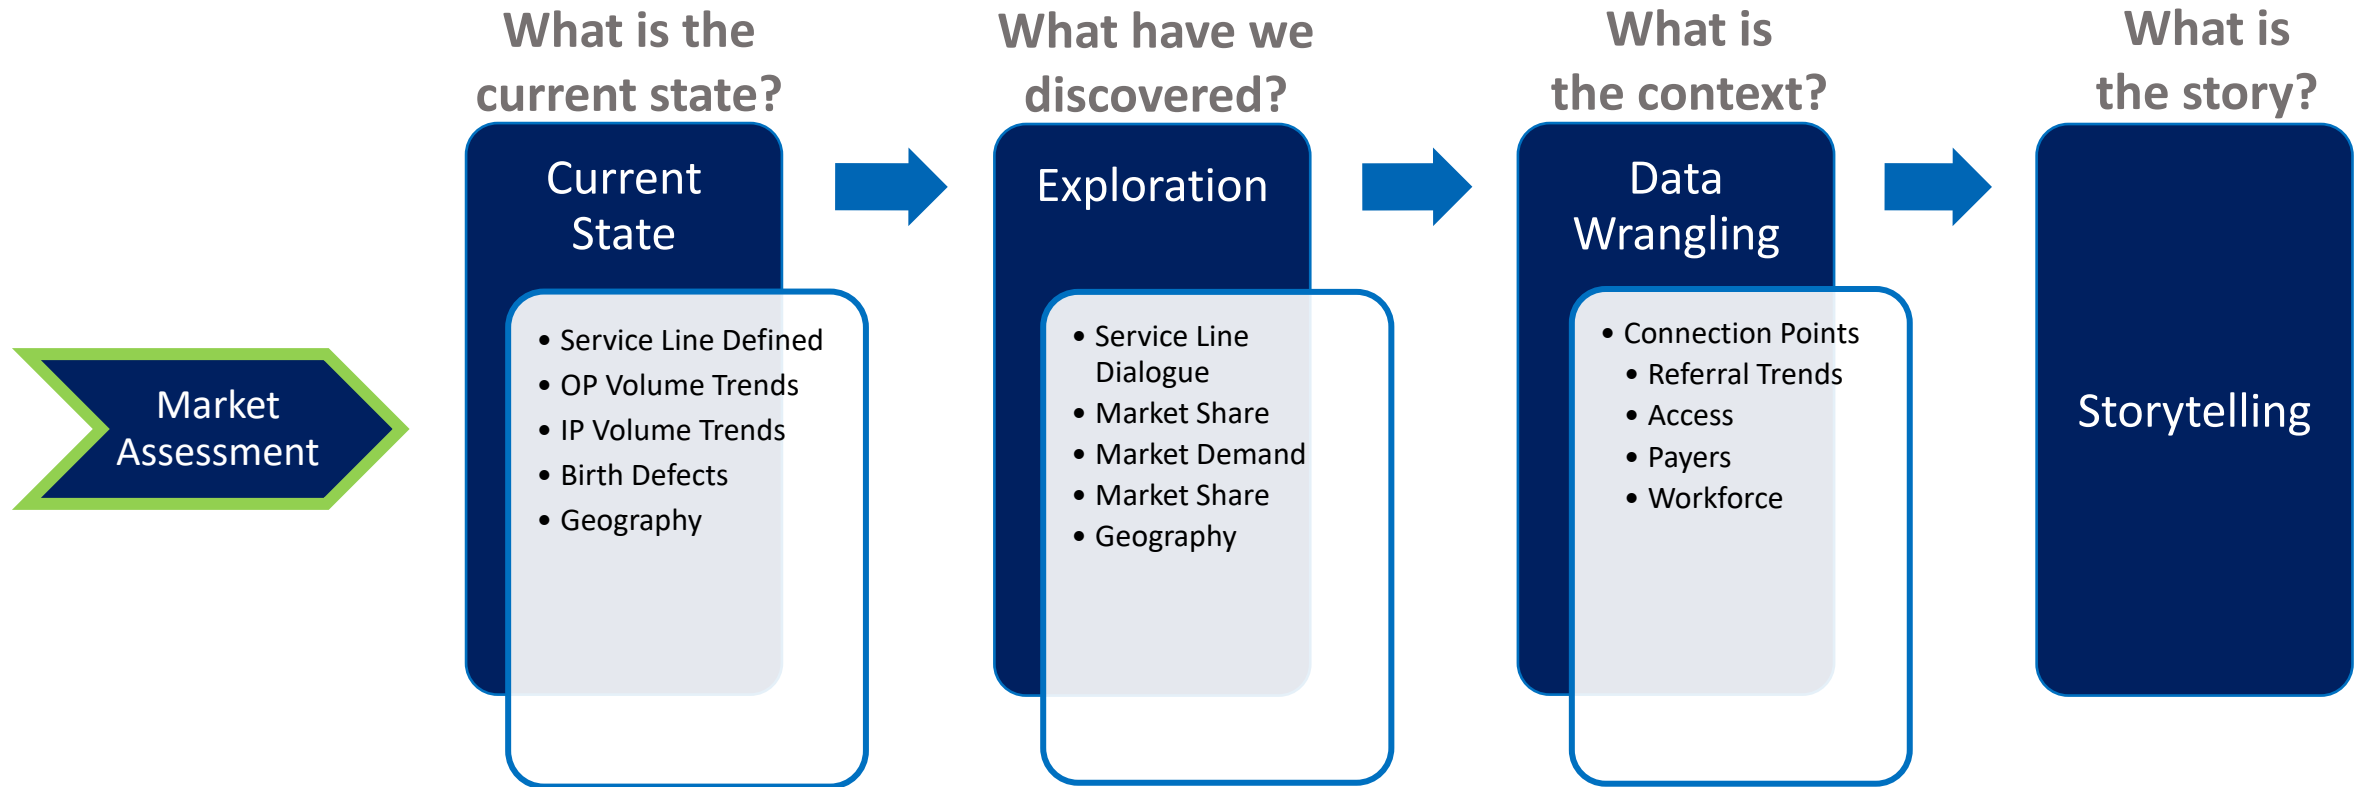 What is the
current state?
What have we
discovered?
What is
the context?
What is
the story?
Market
Assessment
Current
State
• Service Line Defined
• OP Volume Trends
• IP Volume Trends
• Birth Defects
• Geography
Exploration
• Service Line
Dialogue
• Market Share
• Market Demand
• Market Share
• Geography
Data
Wrangling
• Connection Points
• Referral Trends
• Access
• Payers
• Workforce
Storytelling